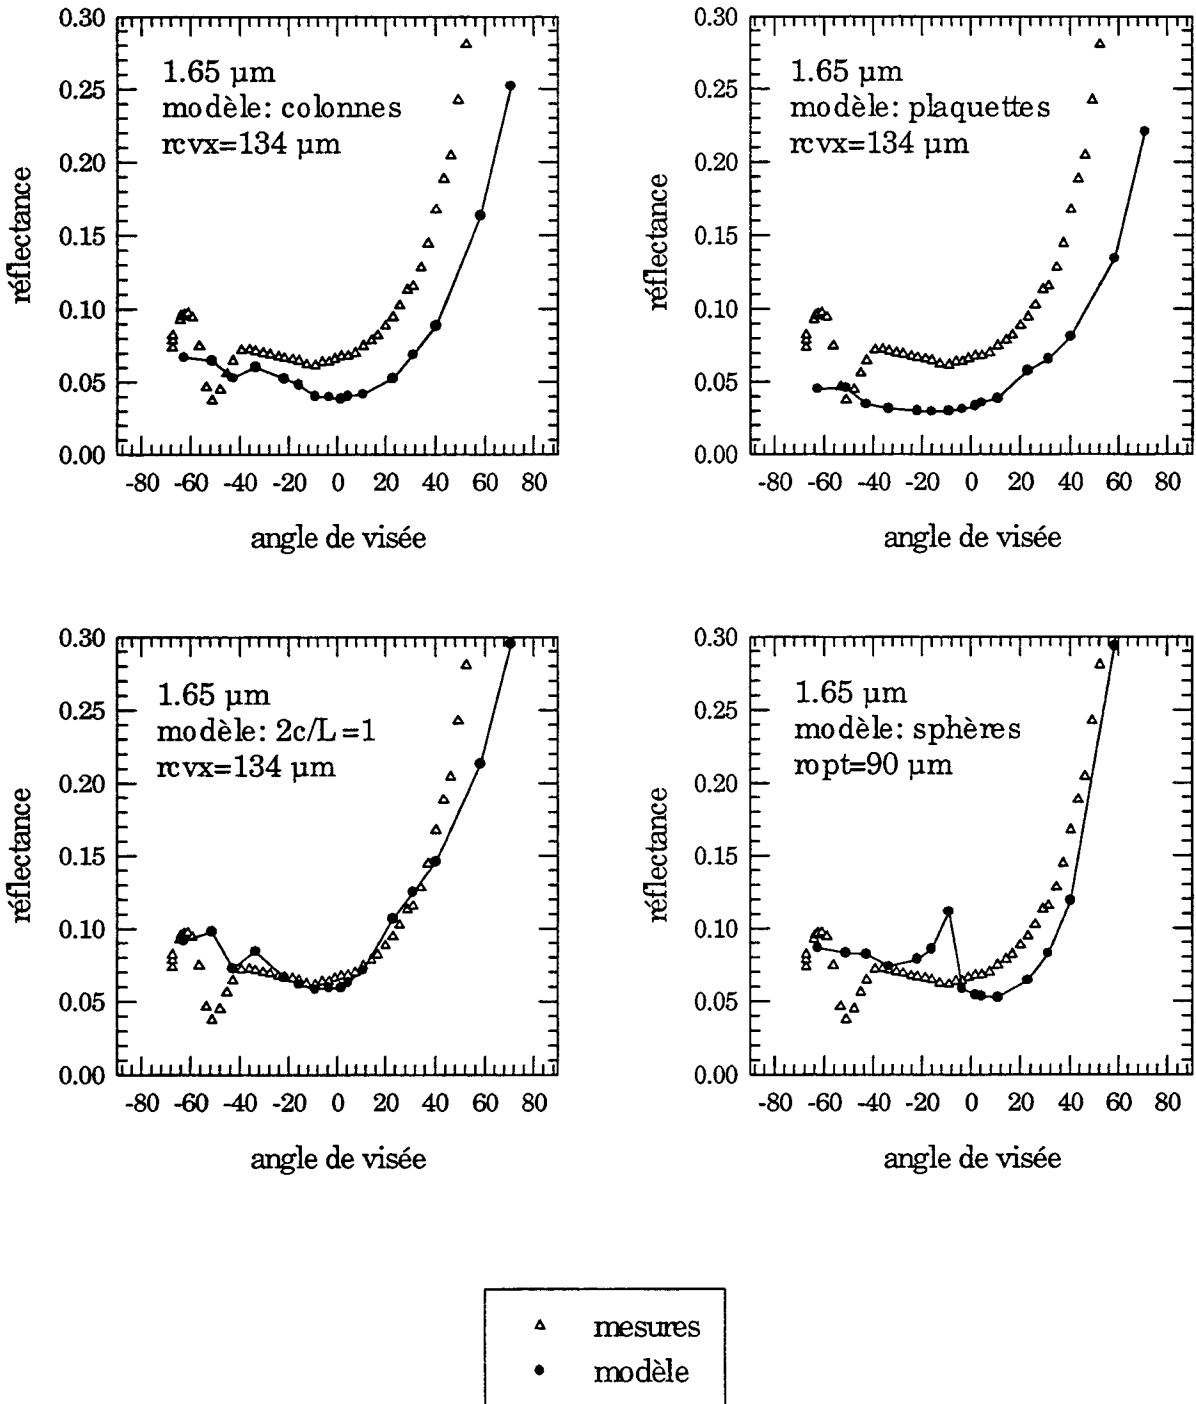 0.30
0.25
0.20
0.15
0.10
0.05
0.00
réflectance
1.65 µm
modèle: colonnes
rcvx=134 µm
-80 -60 -40 -20 0 20 40 60 80
angle de visée
0.30
0.25
0.20
0.15
0.10
0.05
0.00
réflectance
1.65 µm
modèle: plaquettes
rcvx=134 µm
-80 -60 -40 -20 0 20 40 60 80
angle de visée
0.30
0.25
0.20
0.15
0.10
0.05
0.00
réflectance
1.65 µm
modèle: 2c/L=1
rcvx=134 µm
-80 -60 -40 -20 0 20 40 60 80
angle de visée
0.30
0.25
0.20
0.15
0.10
0.05
0.00
réflectance
1.65 µm
modèle: sphères
ropt=90 µm
-80 -60 -40 -20 0 20 40 60 80
angle de visée
mesures
modèle